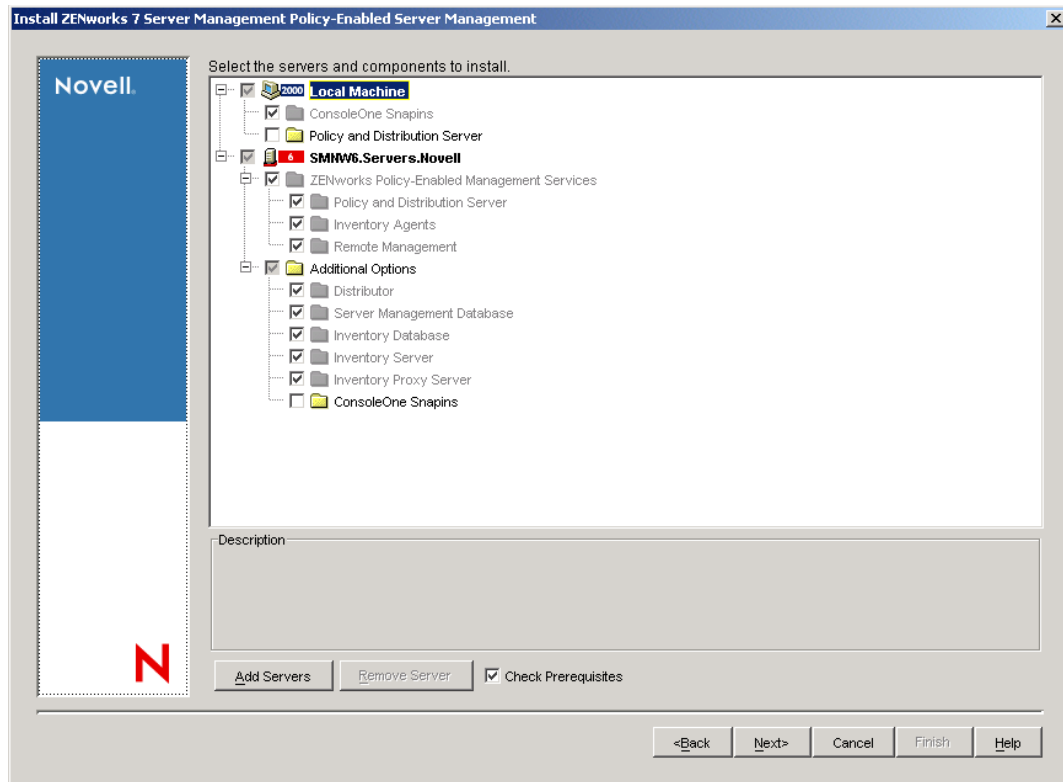 Install ZENworks 7 Server Management Policy-Enabled Server Management
Novell.
Select the servers and components to install.
2000 Local Machine
ConsoleOne Snapins
Policy and Distribution Server
6 SMNW6.Servers.Novell
ZENworks Policy-Enabled Management Services
Policy and Distribution Server
Inventory Agents
Remote Management
Additional Options
Distributor
Server Management Database
Inventory Database
Inventory Server
Inventory Proxy Server
ConsoleOne Snapins
Description
N
Add Servers Remove Server Check Prerequisites
<Back Next> Cancel Finish Help